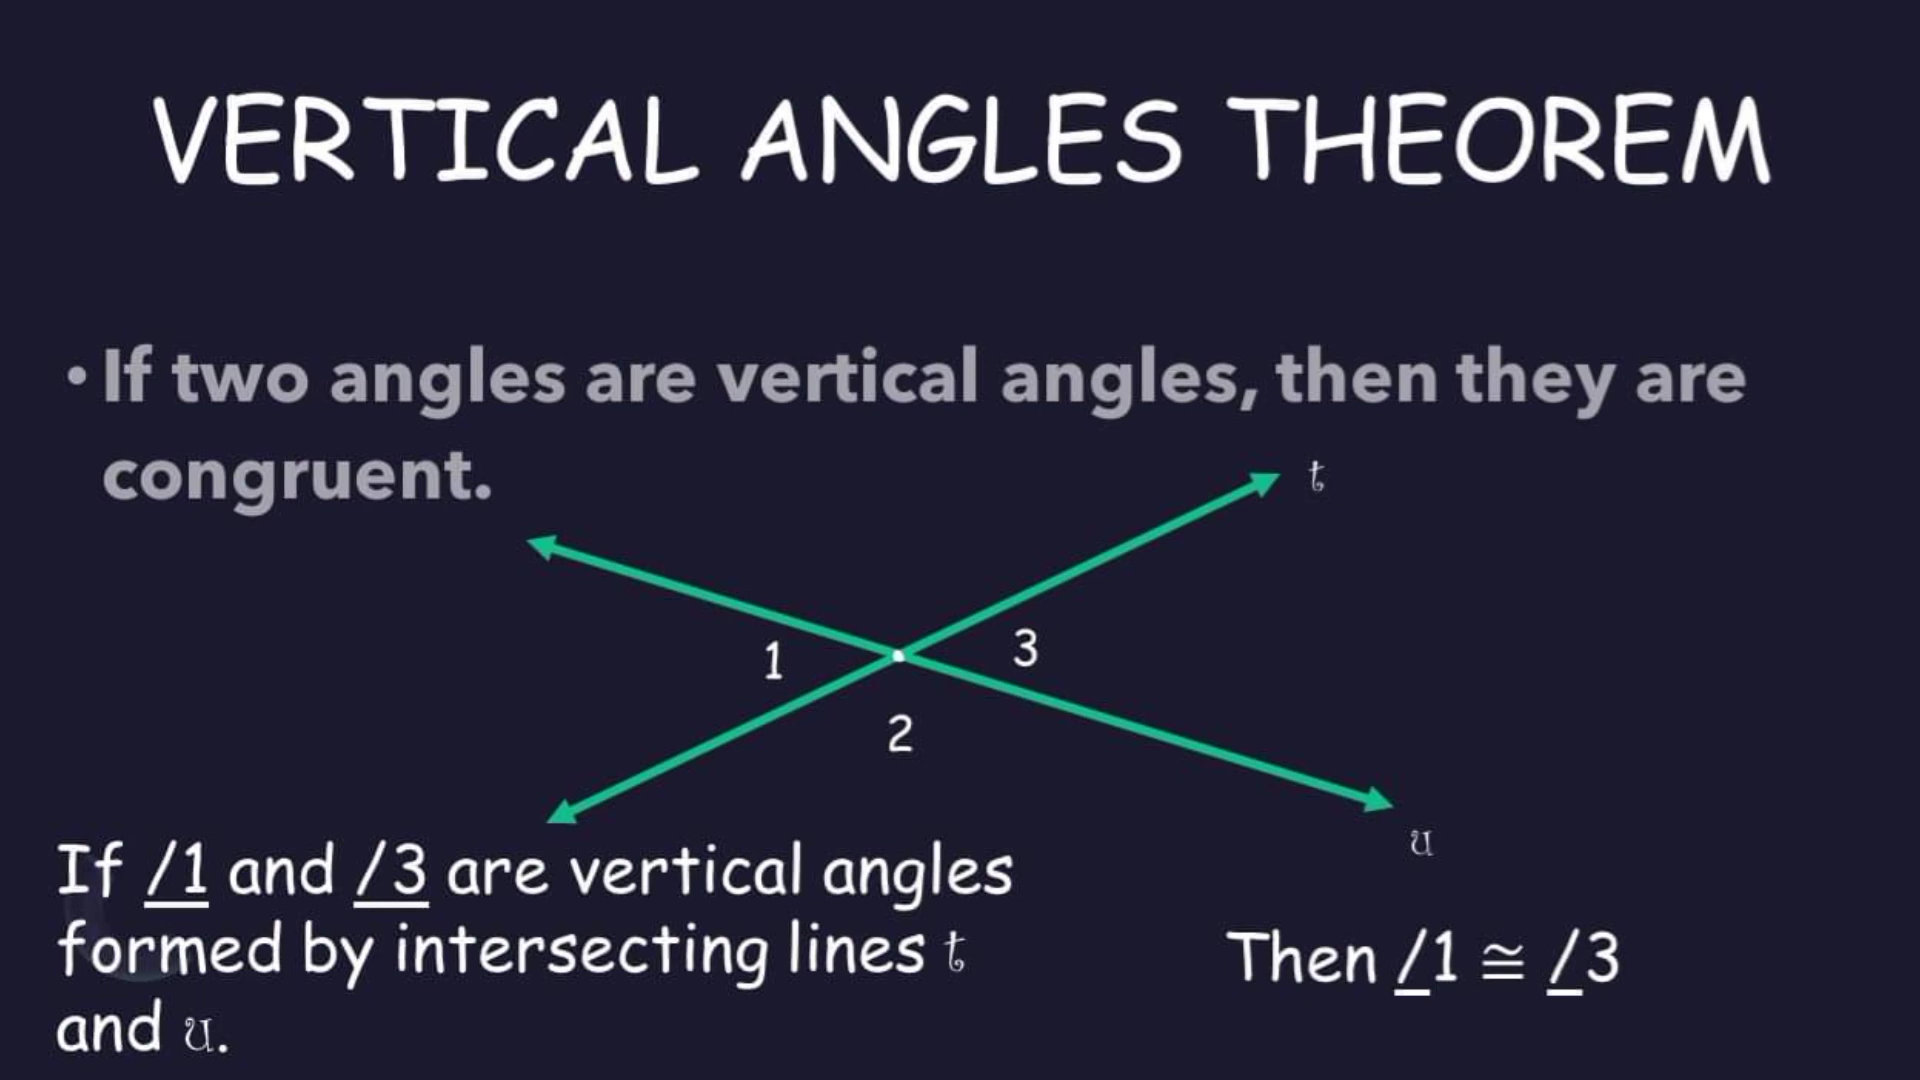 VERTICAL ANGLES THEOREM
• If two angles are vertical angles, then they are
congruent.
t
1
3
2
u
If /1 and /3 are vertical angles
formed by intersecting lines t
and u.
Then /1 ≅ /3